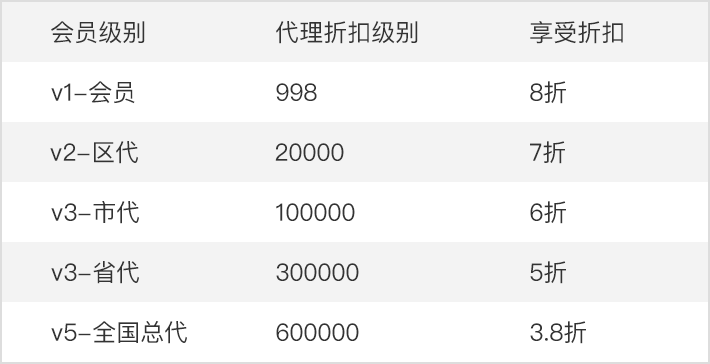 会员级别 代理折扣级别 享受折扣
v1-会员 998 8折
v2-区代 20000 7折
v3-市代 100000 6折
v3-省代 300000 5折
v5-全国总代 600000 3.8折